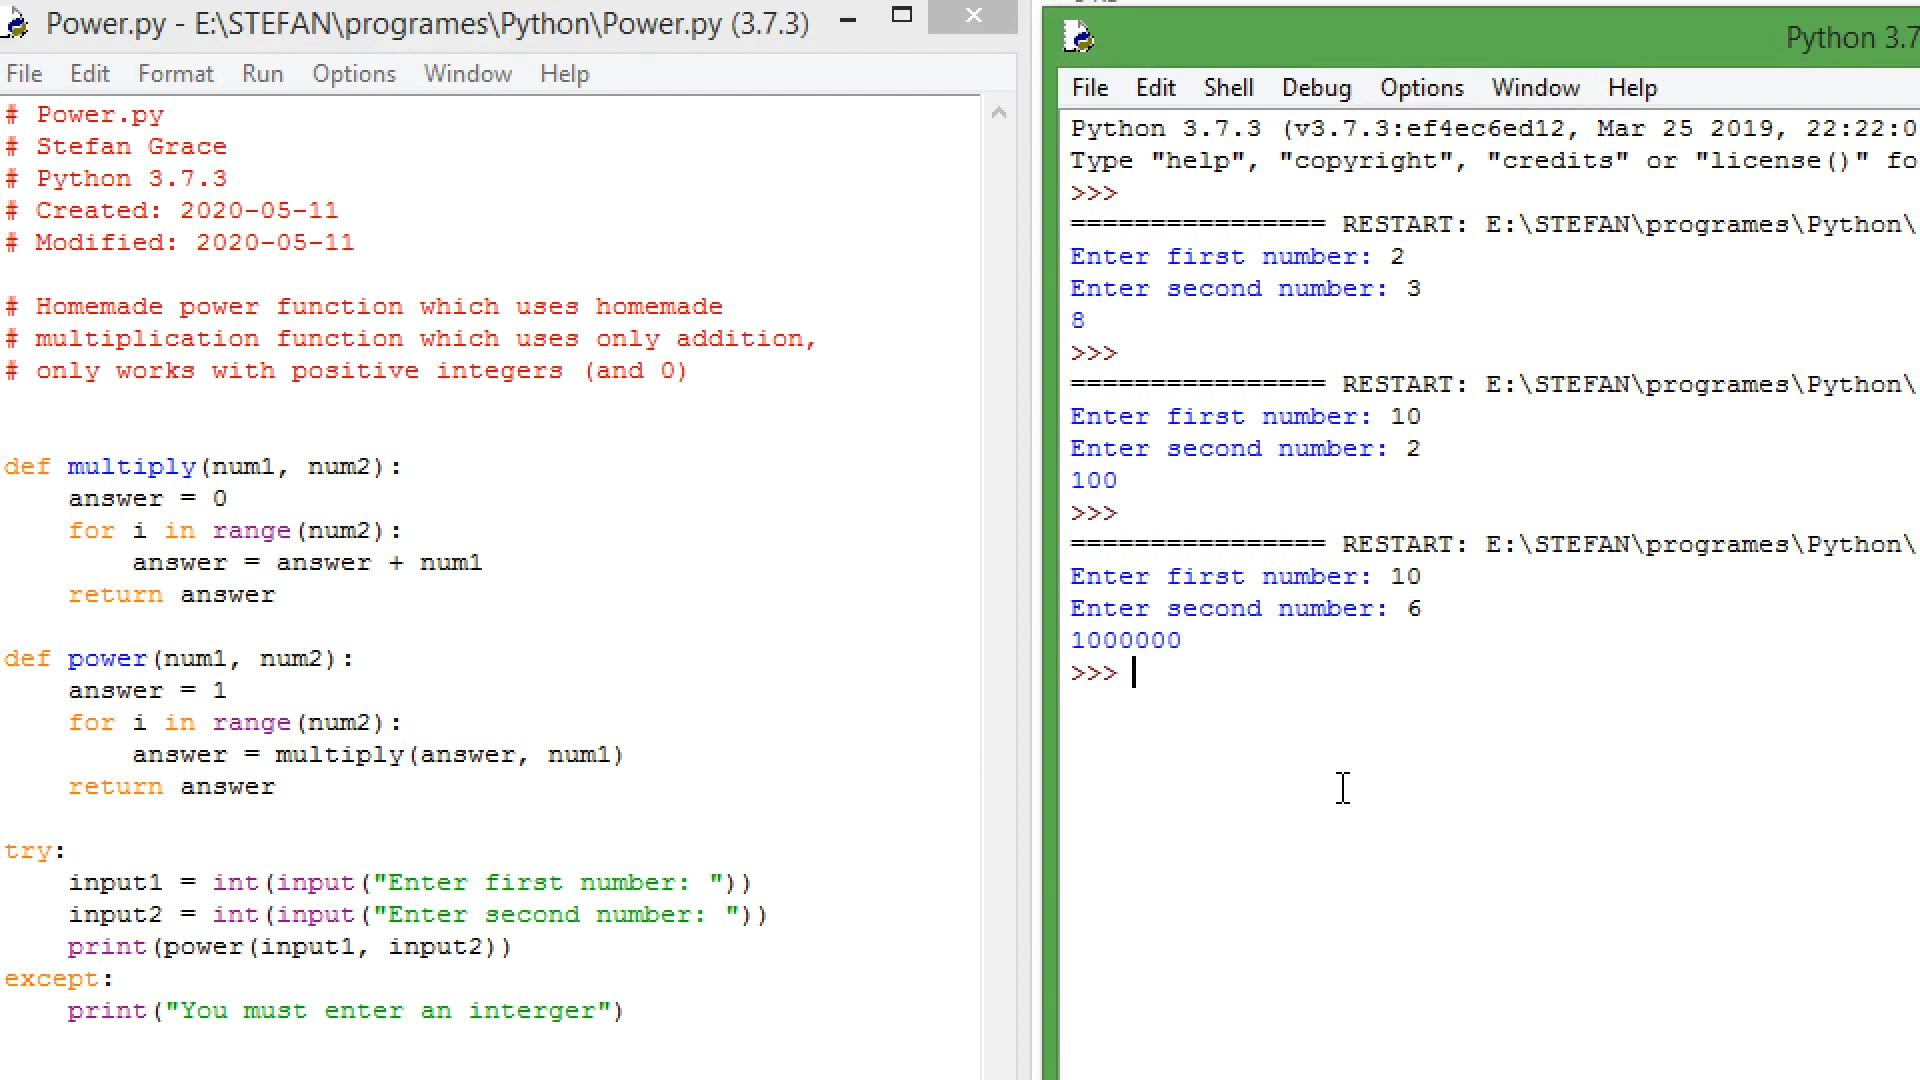 Power.py - E:\STEFAN\programes\Python\Power.py (3.7.3)
File Edit Format Run Options Window Help
# Power.py
# Stefan Grace
# Python 3.7.3
# Created: 2020-05-11
# Modified: 2020-05-11
# Homemade power function which uses homemade
# multiplication function which uses only addition,
# only works with positive integers (and 0)
def multiply(num1, num2):
    answer = 0
    for i in range(num2):
        answer = answer + num1
    return answer
def power(num1, num2):
    answer = 1
    for i in range(num2):
        answer = multiply(answer, num1)
    return answer
try:
    input1 = int(input("Enter first number: "))
    input2 = int(input("Enter second number: "))
    print(power(input1, input2))
except:
    print("You must enter an interger")
Python 3.7
File Edit Shell Debug Options Window Help
Python 3.7.3 (v3.7.3:ef4ec6ed12, Mar 25 2019, 22:22:0
Type "help", "copyright", "credits" or "license()" fo
>>>
================ RESTART: E:\STEFAN\programes\Python\
Enter first number: 2
Enter second number: 3
8
>>>
================ RESTART: E:\STEFAN\programes\Python\
Enter first number: 10
Enter second number: 2
100
>>>
================ RESTART: E:\STEFAN\programes\Python\
Enter first number: 10
Enter second number: 6
1000000
>>>